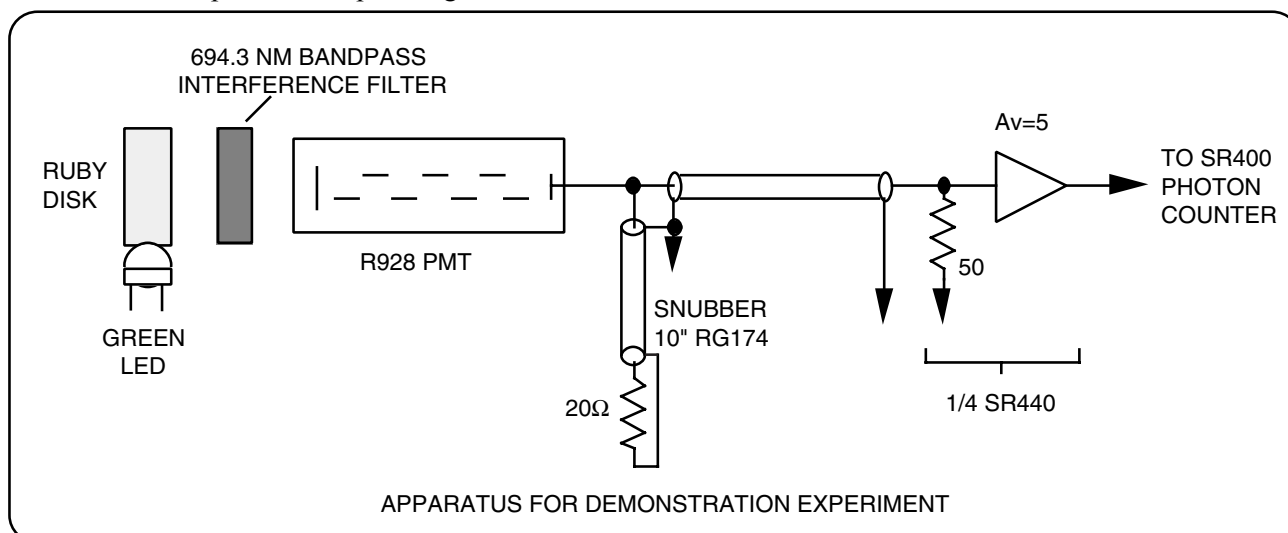 694.3 NM BANDPASS
INTERFERENCE FILTER
RUBY
DISK
GREEN
LED
R928 PMT
SNUBBER
10" RG174
20Ω
Av=5
50
1/4 SR440
TO SR400
PHOTON
COUNTER
APPARATUS FOR DEMONSTRATION EXPERIMENT